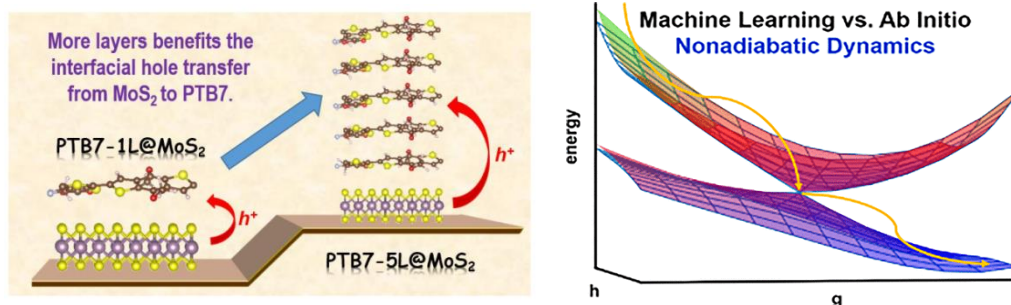 More layers benefits the
interfacial hole transfer
from MoS₂ to PTB7.
PTB7-1L@MoS₂
h⁺
h⁺
PTB7-5L@MoS₂
Machine Learning vs. Ab Initio
Nonadiabatic Dynamics
energy
h
g